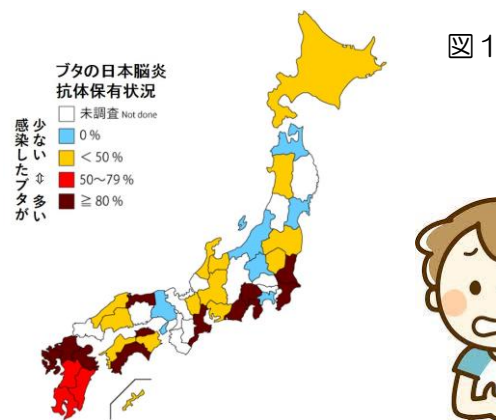 図１
ブタの日本脳炎
抗体保有状況
未調査 Not done
0 %
< 50 %
50～79 %
≧ 80 %
感染したブタが
少ない ⇔ 多い